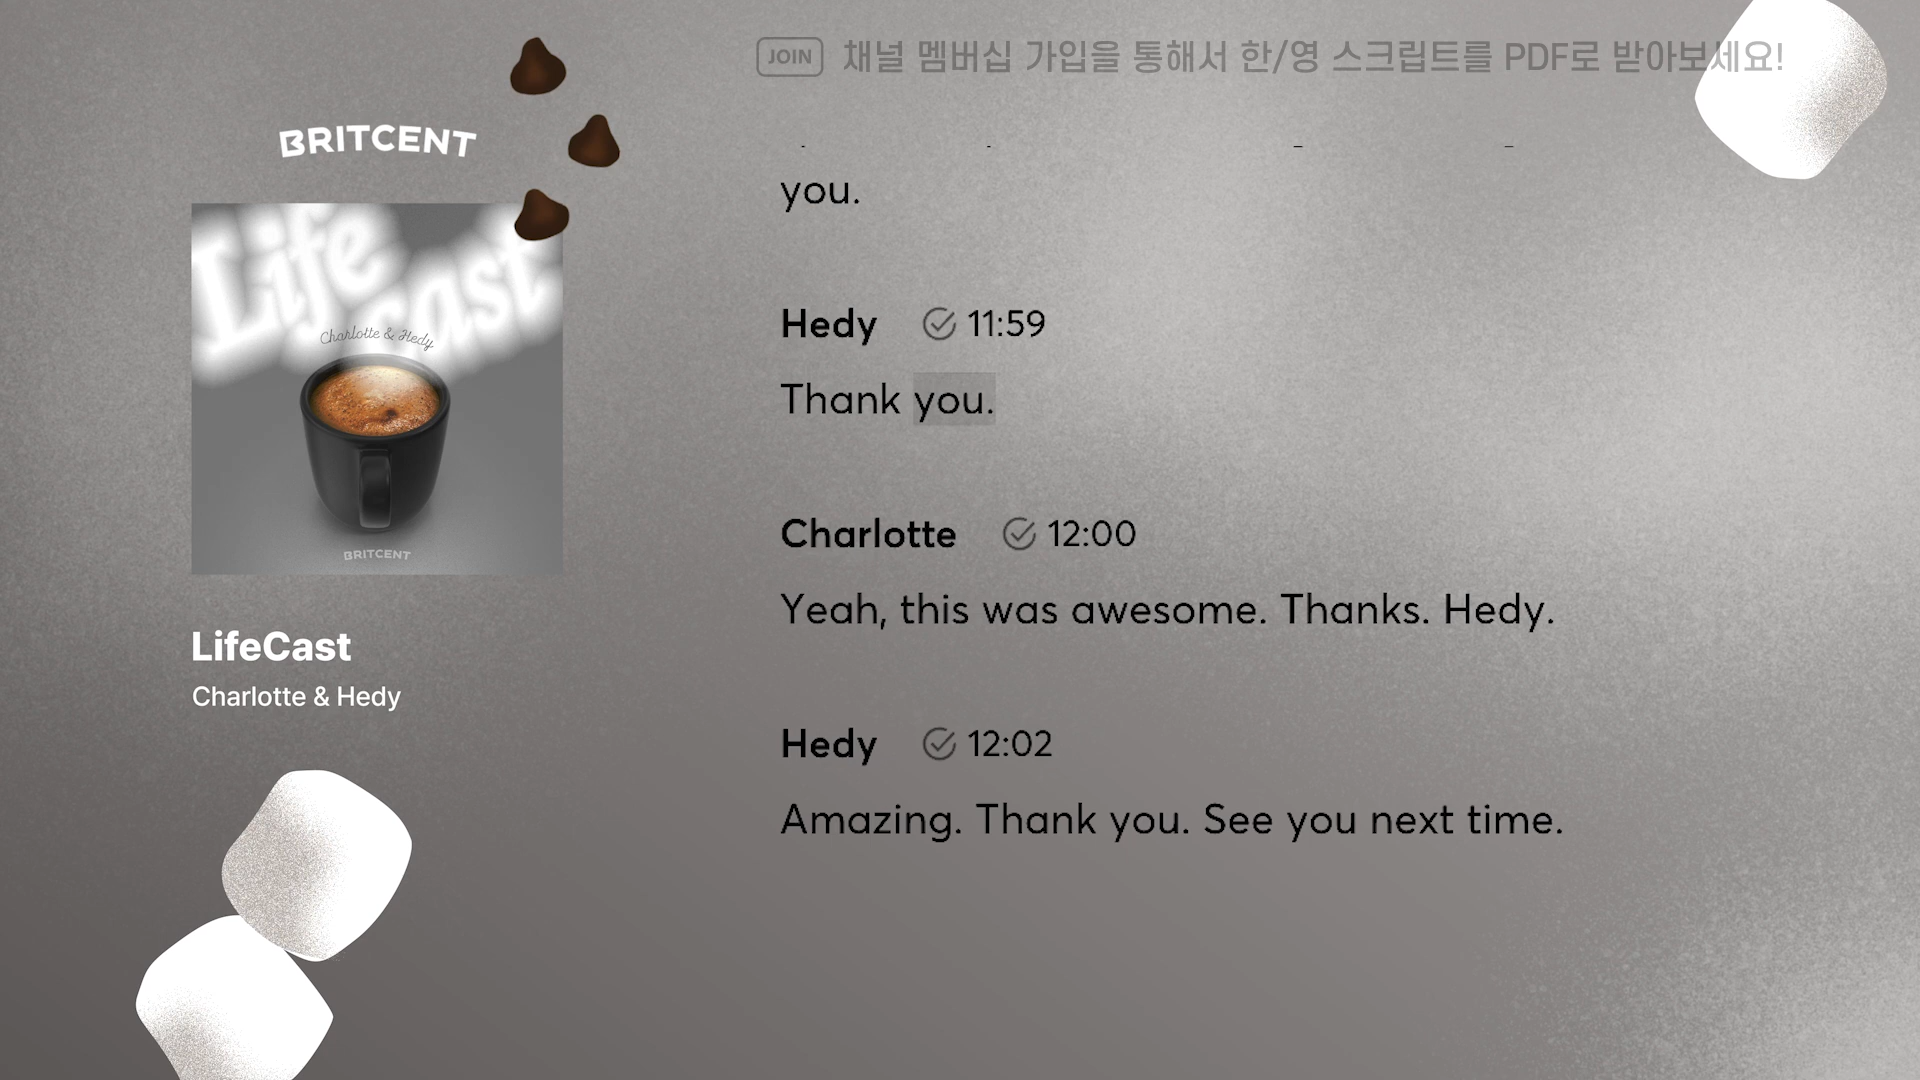 JOIN 채널 멤버십 가입을 통해서 한/영 스크립트를 PDF로 받아보세요!
BRITCENT
Life
cast
Charlotte & Hedy
BRITCENT
LifeCast
Charlotte & Hedy
you.
Hedy 11:59
Thank you.
Charlotte 12:00
Yeah, this was awesome. Thanks. Hedy.
Hedy 12:02
Amazing. Thank you. See you next time.